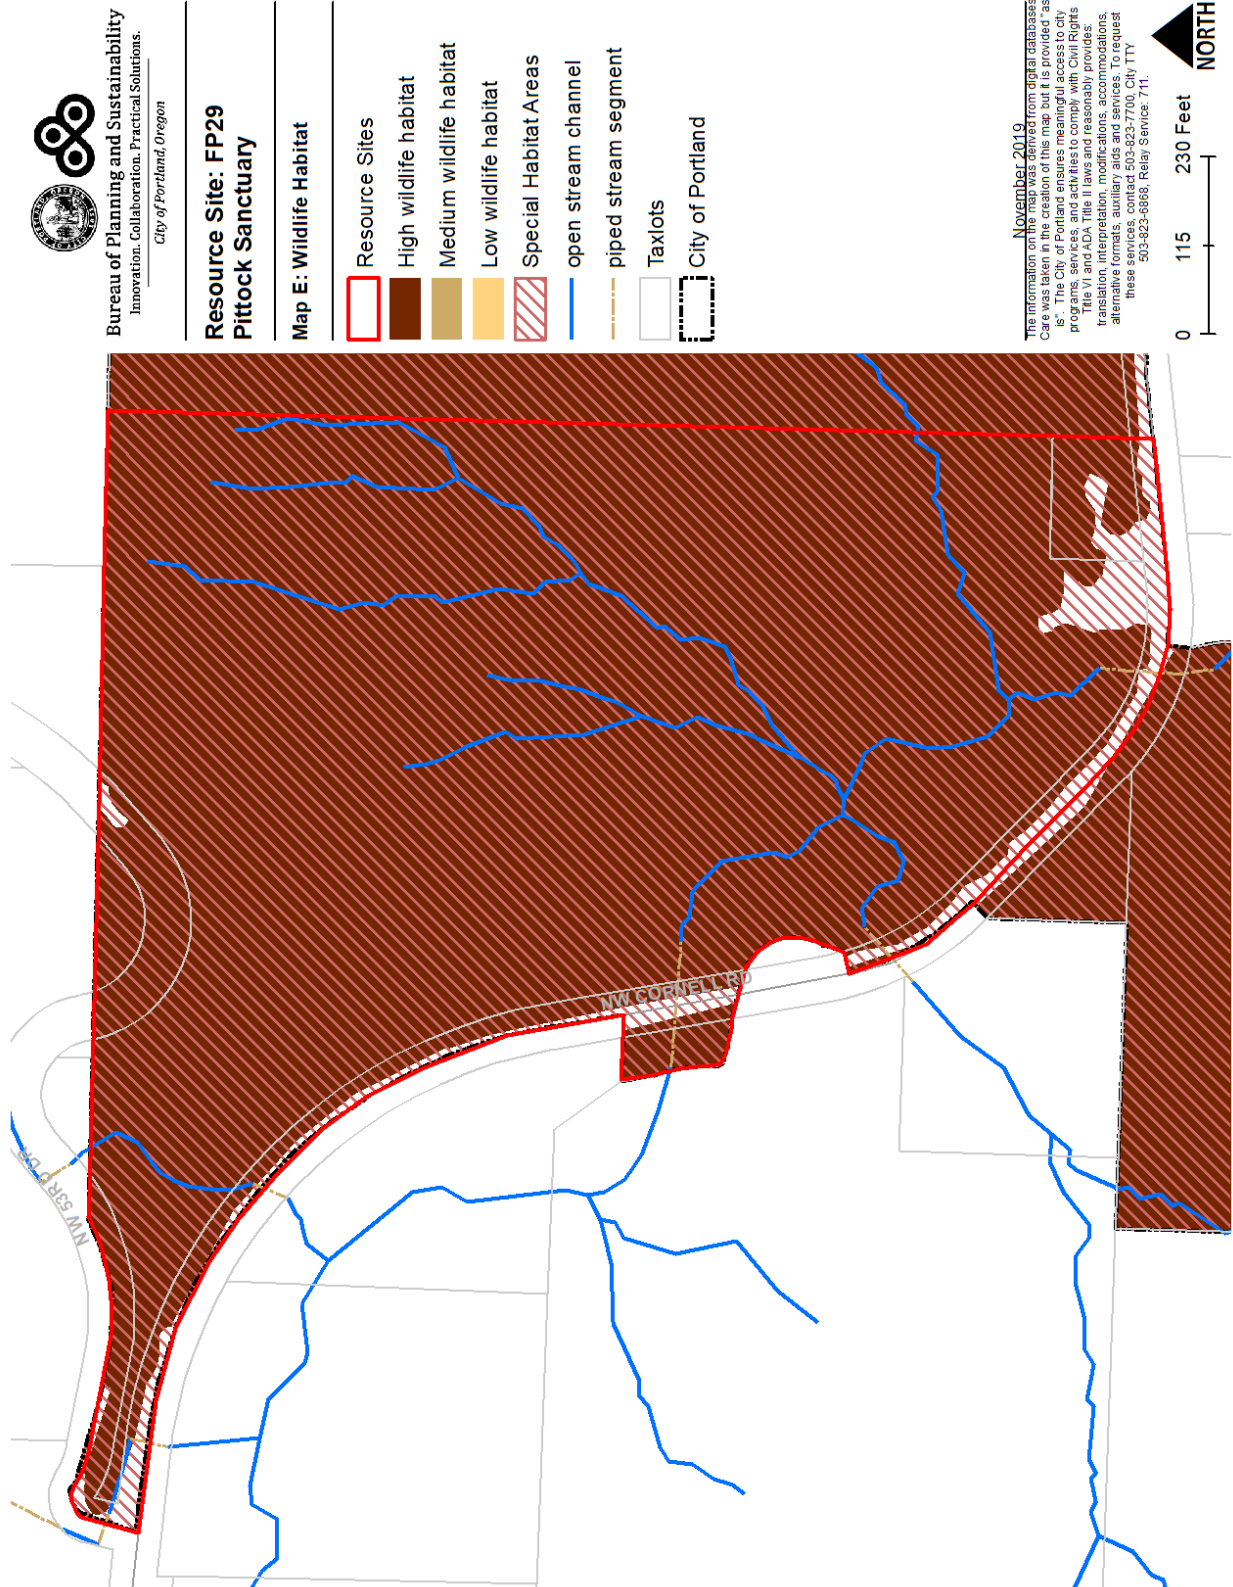 Bureau of Planning and Sustainability
Innovation. Collaboration. Practical Solutions.
City of Portland, Oregon
Resource Site: FP29
Pittock Sanctuary
Map E: Wildlife Habitat
Resource Sites
High wildlife habitat
Medium wildlife habitat
Low wildlife habitat
Special Habitat Areas
open stream channel
piped stream segment
Taxlots
City of Portland
November 2019
The information on the map was derived from digital databases
Care was taken in the creation of this map but it is provided "as
is". The City of Portland ensures meaningful access to city
programs, services, and activities to comply with Civil Rights
Title VI and ADA Title II laws and reasonably provides:
translation, interpretation, modifications, accommodations,
alternative formats, auxiliary aids and services. To request
these services, contact 503-823-7700, City TTY
503-823-6868, Relay Service: 711.
0 115 230 Feet
NORTH
NW CORNELL RD
NW 53RD DR